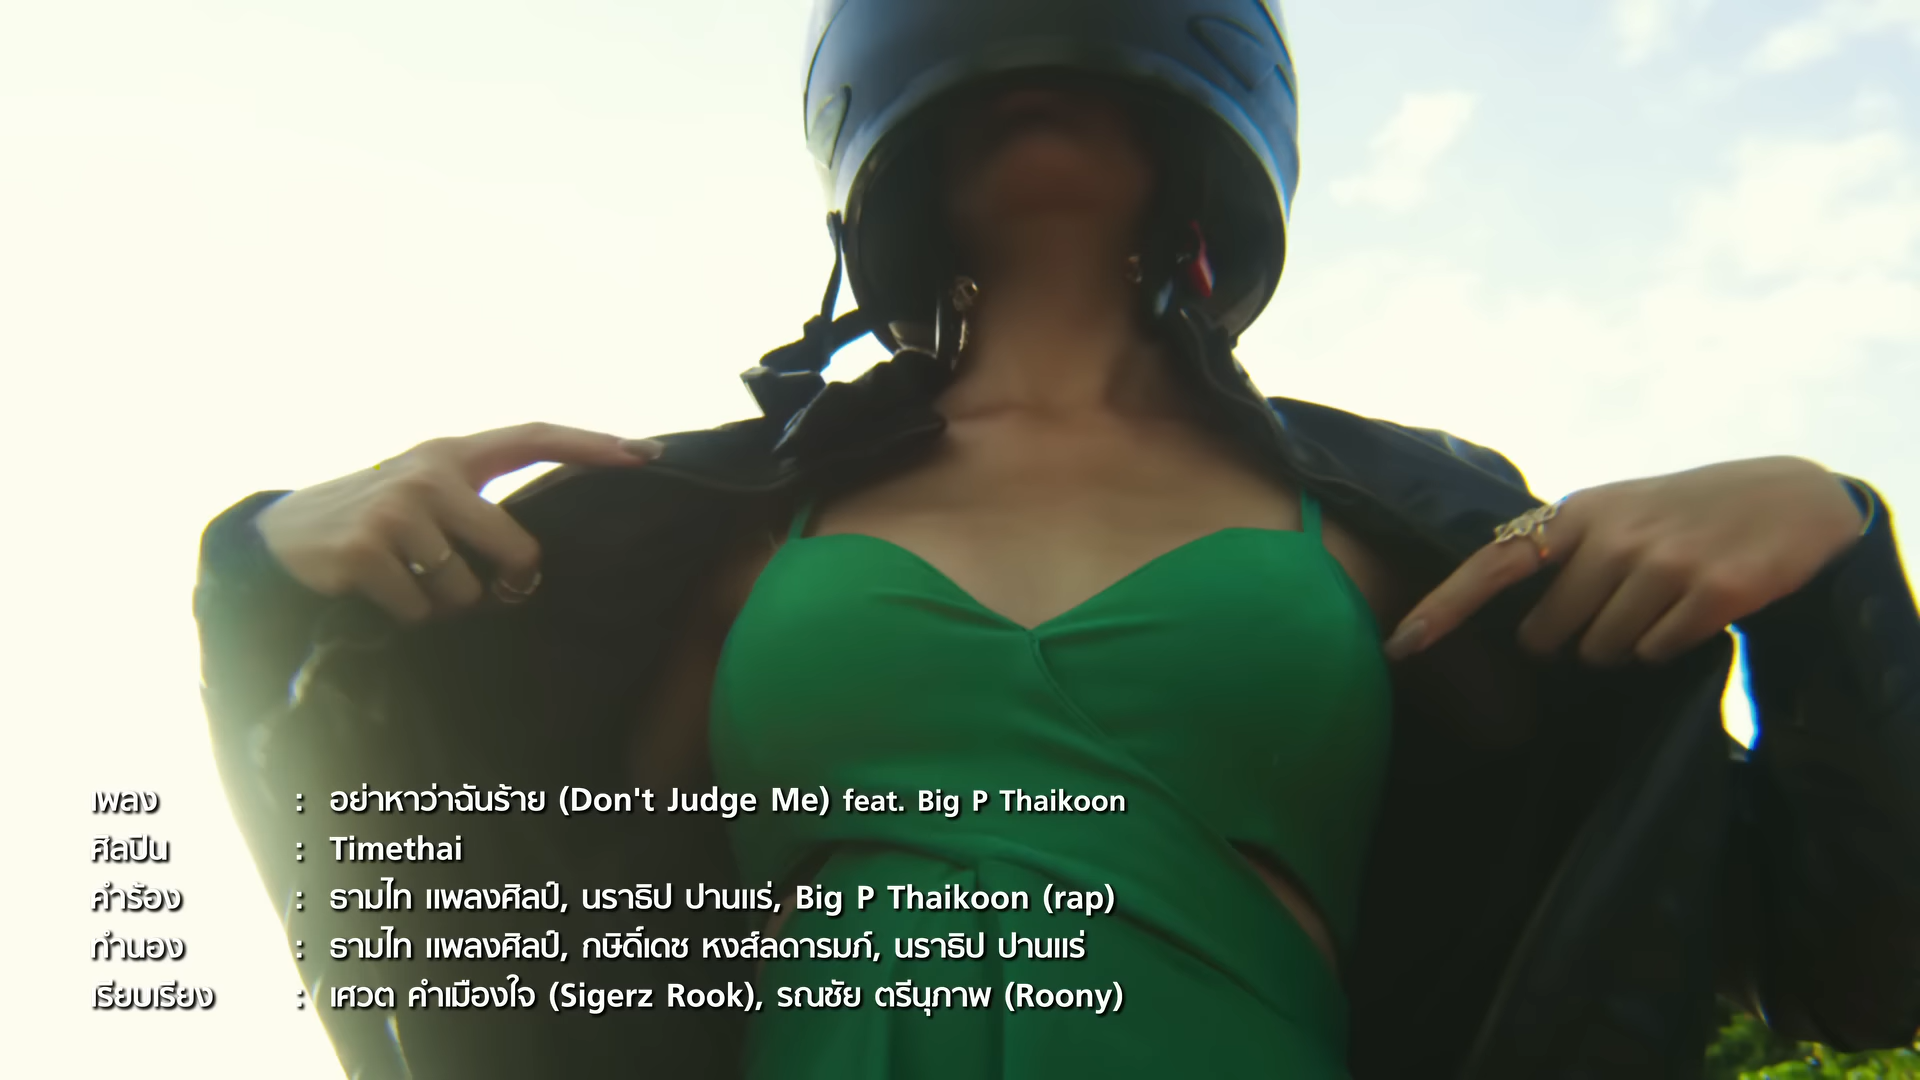 เพลง : อย่าหาว่าฉันร้าย (Don't Judge Me) feat. Big P Thaikoon
ศิลปิน : Timethai
คำร้อง : ธามไท แพลงศิลป์, นราธิป ปานแร่, Big P Thaikoon (rap)
ทำนอง : ธามไท แพลงศิลป์, กษิดิ์เดช หงส์ลดารมภ์, นราธิป ปานแร่
เรียบเรียง : เศวต คำเมืองใจ (Sigerz Rook), รณชัย ตรีนุภาพ (Roony)